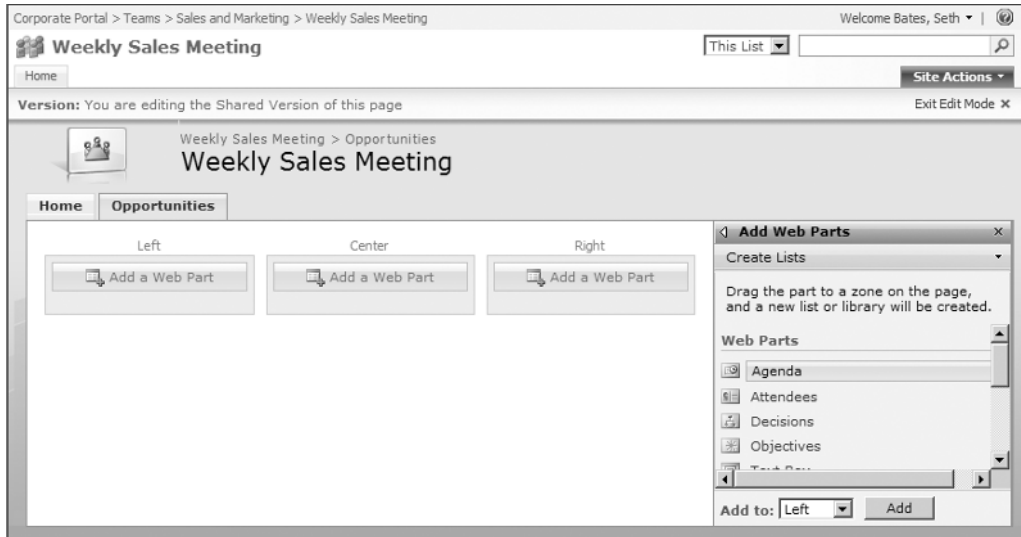 Corporate Portal > Teams > Sales and Marketing > Weekly Sales Meeting
Welcome Bates, Seth
Weekly Sales Meeting
This List
Home
Site Actions
Version: You are editing the Shared Version of this page
Exit Edit Mode
Weekly Sales Meeting > Opportunities
Weekly Sales Meeting
Home
Opportunities
Left
Center
Right
Add a Web Part
Add a Web Part
Add a Web Part
Add Web Parts
Create Lists
Drag the part to a zone on the page,
and a new list or library will be created.
Web Parts
Agenda
Attendees
Decisions
Objectives
Add to: Left
Add